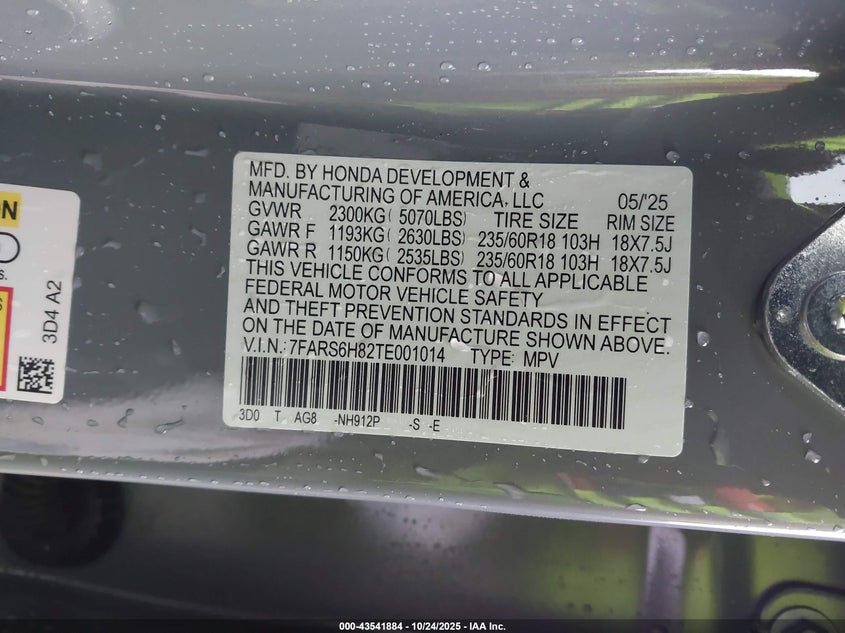 MFD. BY HONDA DEVELOPMENT &
MANUFACTURING OF AMERICA, LLC 05/'25
GVWR 2300KG( 5070LBS) TIRE SIZE RIM SIZE
GAWR F 1193KG( 2630LBS) 235/60R18 103H 18X7.5J
GAWR R 1150KG( 2535LBS) 235/60R18 103H 18X7.5J
THIS VEHICLE CONFORMS TO ALL APPLICABLE
FEDERAL MOTOR VEHICLE SAFETY
AND THEFT PREVENTION STANDARDS IN EFFECT
ON THE DATE OF MANUFACTURE SHOWN ABOVE.
V.I.N.: 7FARS6H82TE001014 TYPE: MPV
3D0 T AG8 -NH912P -S -E
ON
s.
S
3D4 A2
000-43541884 - 10/24/2025 - IAA Inc.